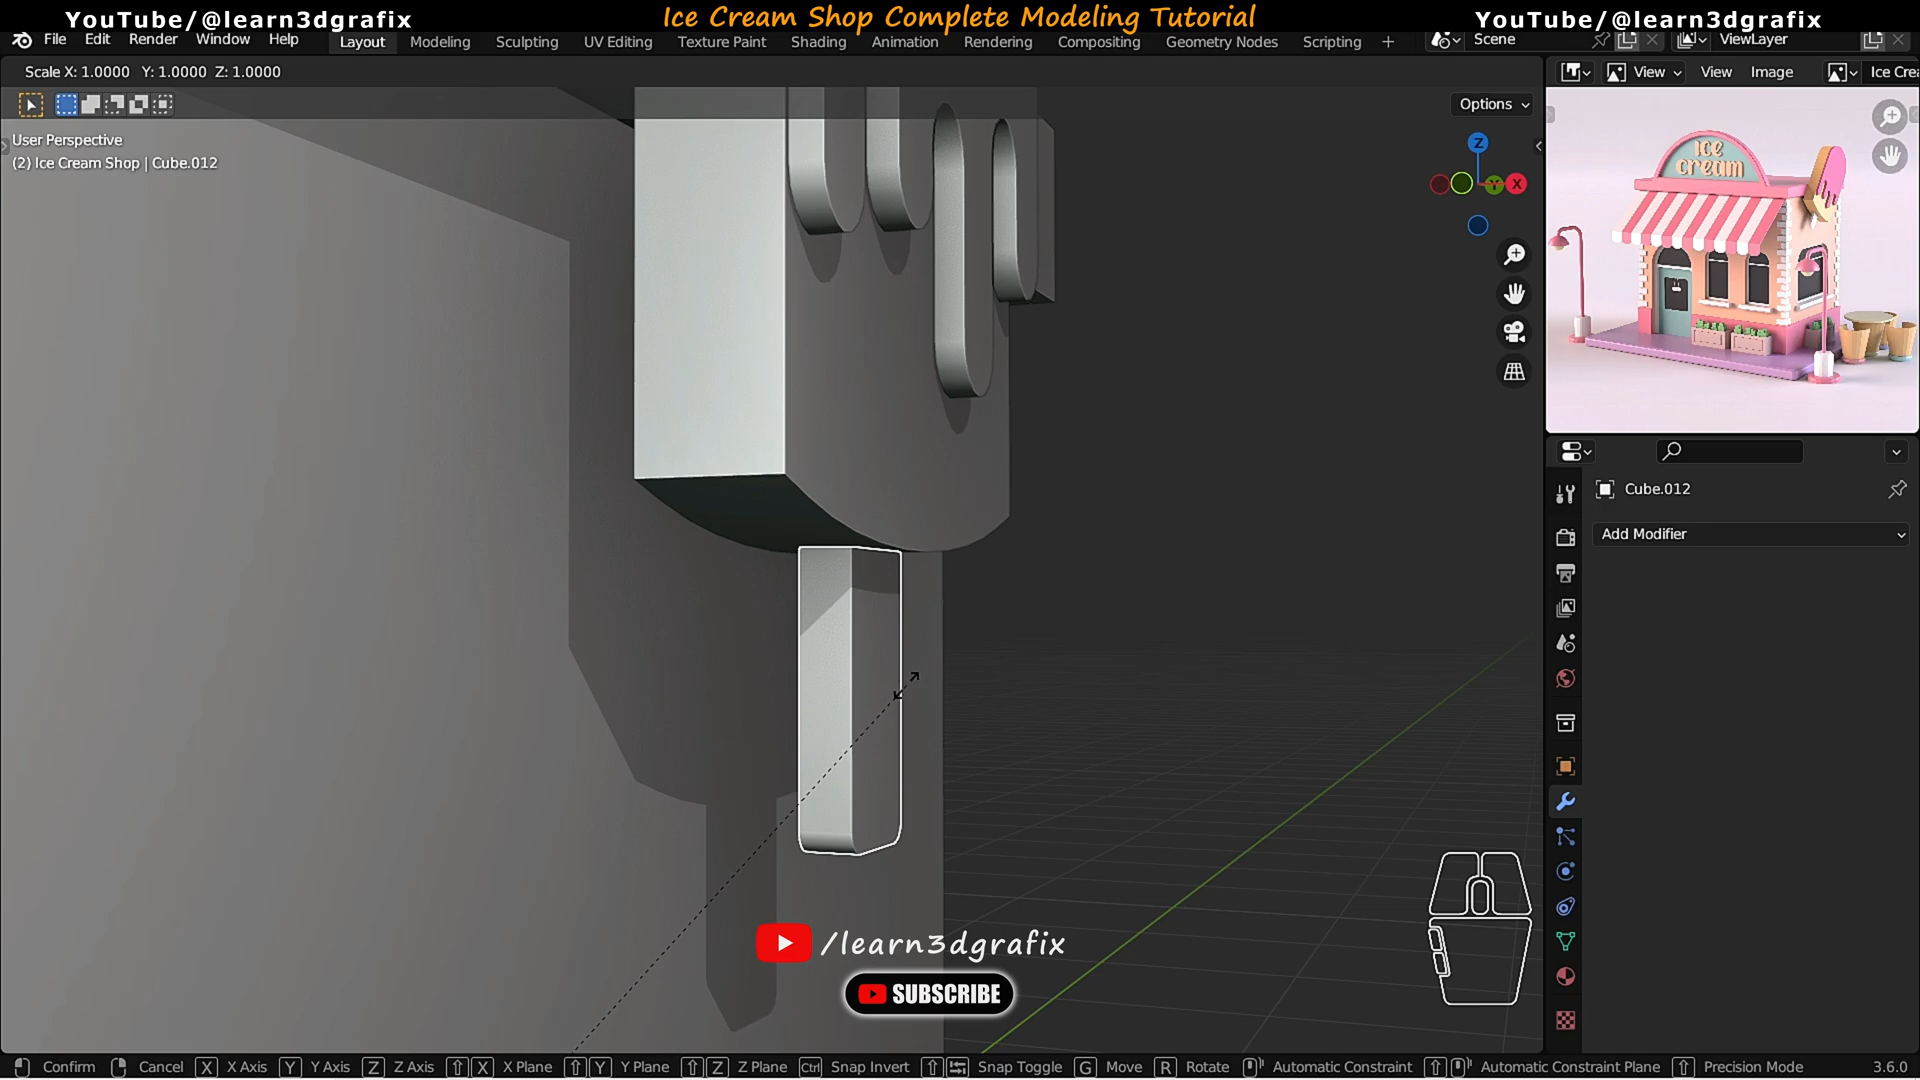 YouTube/@learn3dgrafix
Ice Cream Shop Complete Modeling Tutorial
YouTube/@learn3dgrafix
File Edit Render Window Help
Layout Modeling Sculpting UV Editing Texture Paint Shading Animation Rendering Compositing Geometry Nodes Scripting +
Scene
ViewLayer
Scale X: 1.0000 Y: 1.0000 Z: 1.0000
View View Image Ice Crea
Options
User Perspective
(2) Ice Cream Shop | Cube.012
Z
Y
X
ice
cream
Cube.012
Add Modifier
/learn3dgrafix
SUBSCRIBE
Confirm Cancel X X Axis Y Y Axis Z Z Axis X X Plane Y Y Plane Z Z Plane Ctrl Snap Invert Snap Toggle G Move R Rotate Automatic Constraint Automatic Constraint Plane Precision Mode 3.6.0